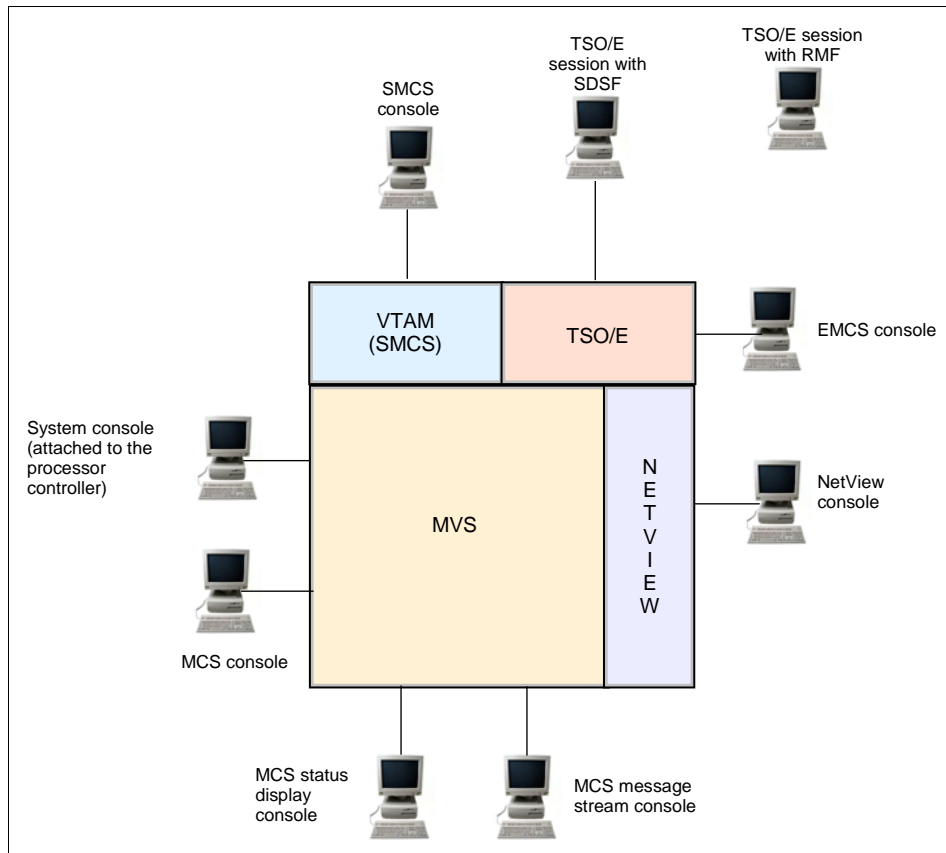 TSO/E
session with
SDSF
TSO/E session
with RMF
SMCS
console
VTAM
(SMCS)
TSO/E
EMCS console
System console
(attached to the
processor
controller)
MVS
NETVIEW
NetView
console
MCS console
MCS status
display
console
MCS message
stream console